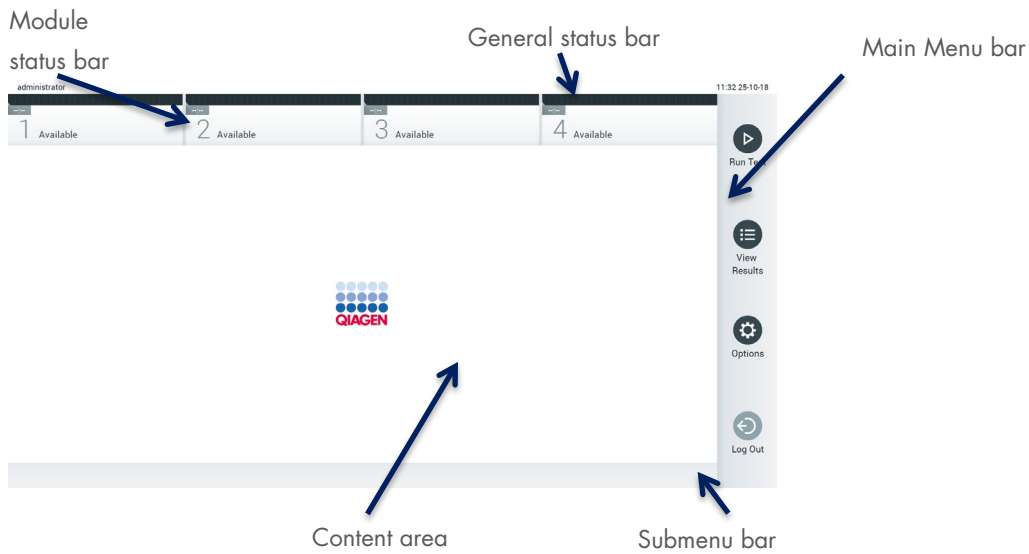 Module
status bar
General status bar
Main Menu bar
administrator
11:32 25-10-18
--:--
--:--
--:--
--:--
1 Available
2 Available
3 Available
4 Available
Run Test
View
Results
QIAGEN
Options
Log Out
Content area
Submenu bar